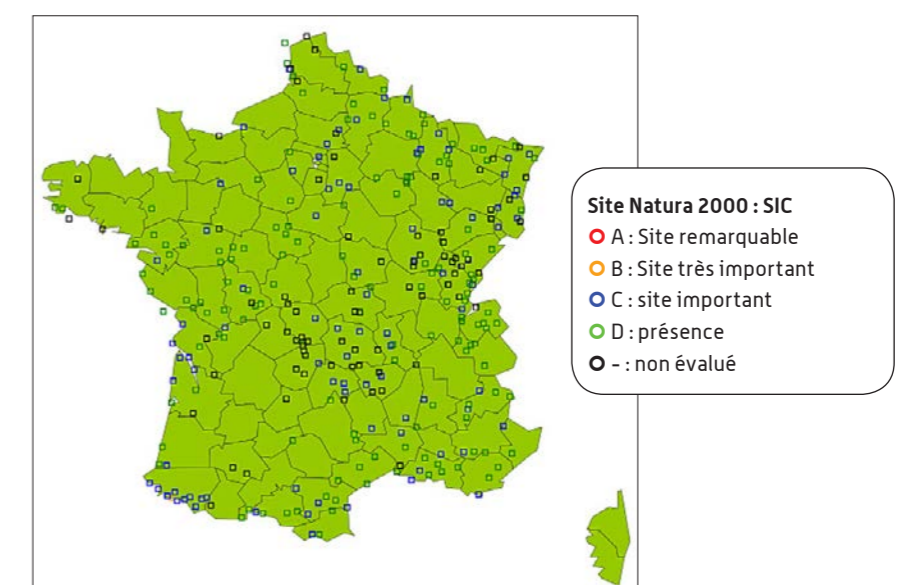 Site Natura 2000 : SIC
A : Site remarquable
B : Site très important
C : site important
D : présence
- : non évalué